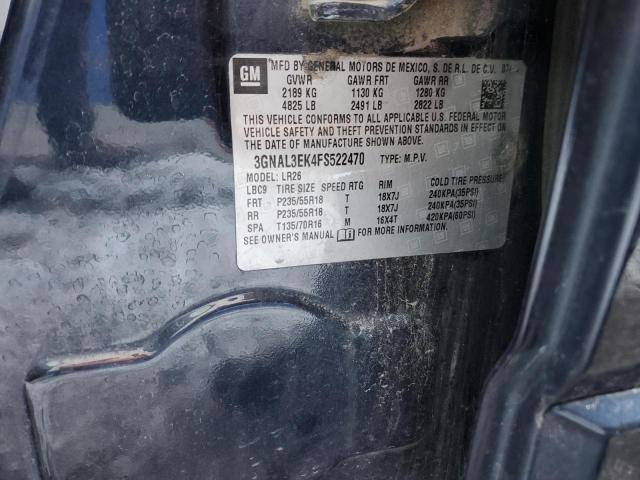 GM
MFD BY GENERAL MOTORS DE MEXICO, S. DE R.L. DE C.V.
GVWR GAWR FRT GAWR RR
2189 KG 1130 KG 1280 KG
4825 LB 2491 LB 2822 LB
THIS VEHICLE CONFORMS TO ALL APPLICABLE U.S. FEDERAL MOTOR
VEHICLE SAFETY AND THEFT PREVENTION STANDARDS IN EFFECT ON
THE DATE OF MANUFACTURE SHOWN ABOVE.
3GNAL3EK4FS522470 TYPE: M.P.V.
MODEL: LR26
LBC9 TIRE SIZE SPEED RTG RIM COLD TIRE PRESSURE
FRT P235/55R18 T 18X7J 240KPA(35PSI)
RR P235/55R18 T 18X7J 240KPA(35PSI)
SPA T135/70R16 M 16X4T 420KPA(60PSI)
SEE OWNER'S MANUAL FOR MORE INFORMATION.